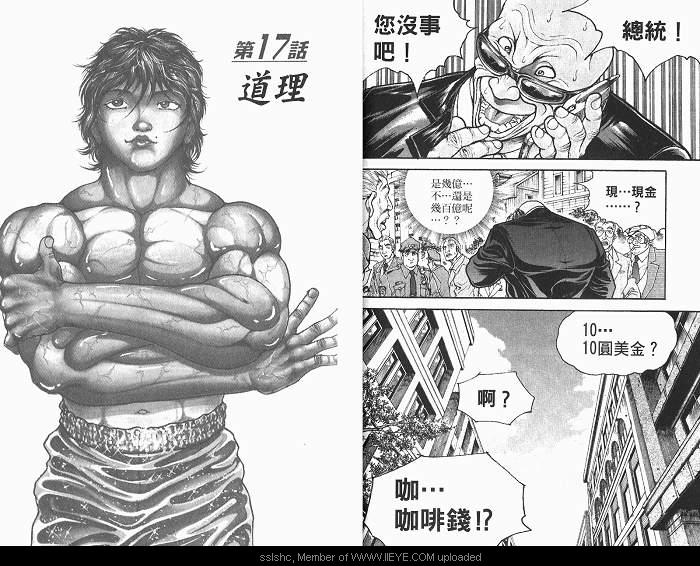 第17話
道理
總統！
您沒事
吧！
現…現金
……？
是幾億…
不…還是
幾百億呢
…？？
10…
10圓美金？
啊？
咖…
咖啡錢!?
sslshc, Member of WWW.IIEYE.COM uploaded